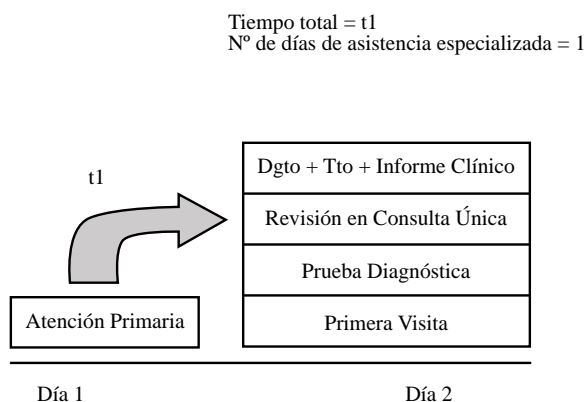 Tiempo total = t1
Nº de días de asistencia especializada = 1
t1
Dgto + Tto + Informe Clínico
Revisión en Consulta Única
Prueba Diagnóstica
Atención Primaria
Primera Visita
Día 1
Día 2